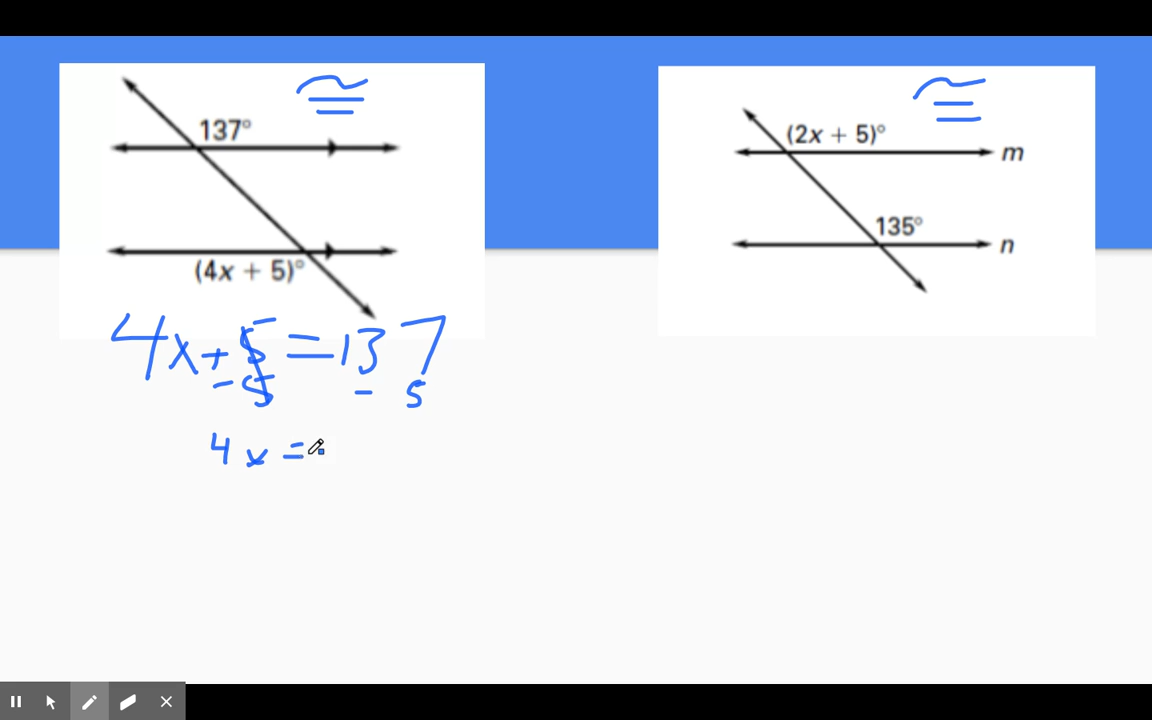 137°
(4x + 5)°
≅
4x + 5 = 137
- 5 - 5
4x =
≅
(2x + 5)°
m
135°
n